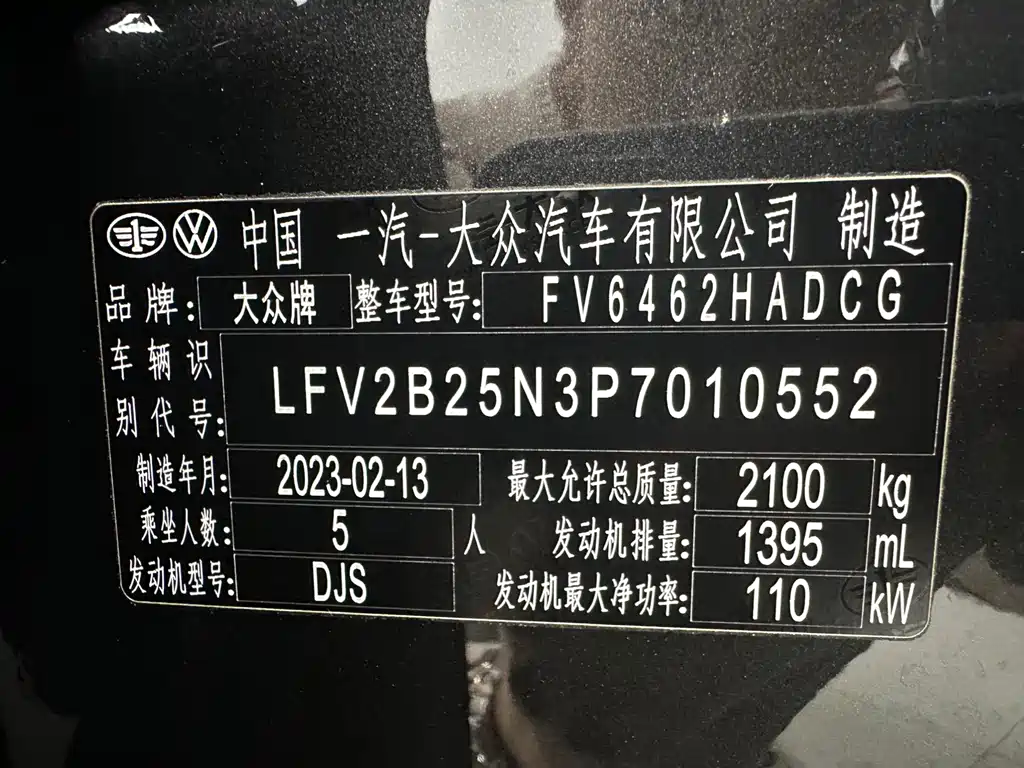 中国 一汽-大众汽车有限公司 制造
品牌: 大众牌 整车型号: FV6462HADCG
车辆识别代号: LFV2B25N3P7010552
制造年月: 2023-02-13 最大允许总质量: 2100 kg
乘坐人数: 5 人 发动机排量: 1395 mL
发动机型号: DJS 发动机最大净功率: 110 kW